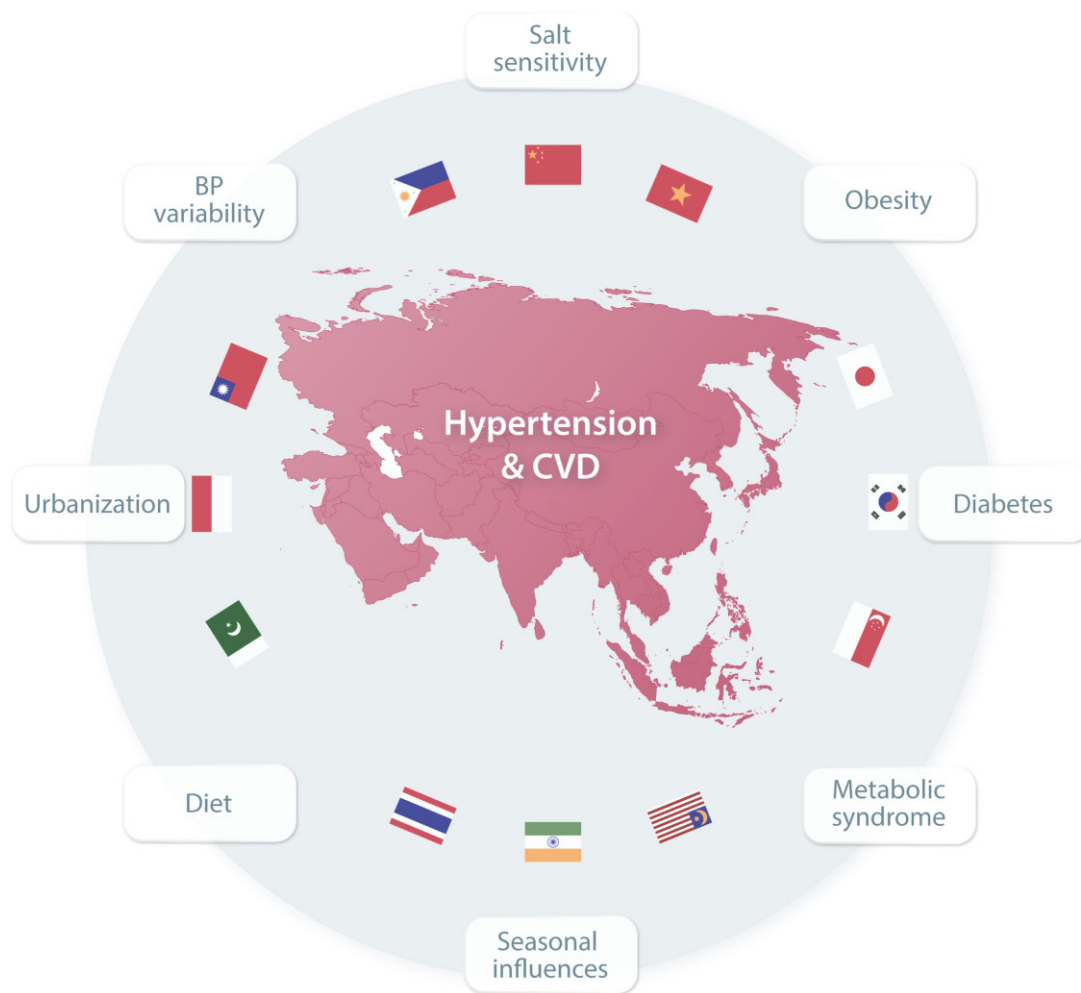 Salt
sensitivity
BP
variability
Obesity
Hypertension
& CVD
Urbanization
Diabetes
Diet
Metabolic
syndrome
Seasonal
influences